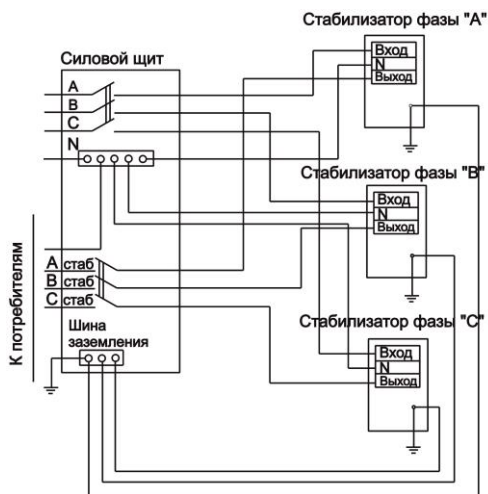 Стабилизатор фазы "А"
Вход
N
Выход
Силовой щит
А
В
С
N
Стабилизатор фазы "В"
Вход
N
Выход
К потребителям
А стаб
В стаб
С стаб
Шина
заземления
Стабилизатор фазы "С"
Вход
N
Выход